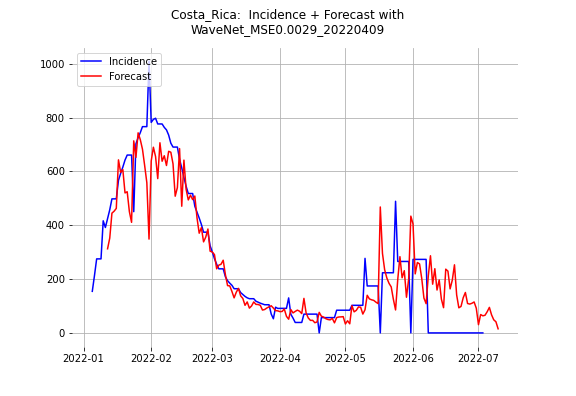 Costa_Rica:  Incidence + Forecast with
WaveNet_MSE0.0029_20220409
Incidence
Forecast
1000
800
600
400
200
0
2022-01 2022-02 2022-03 2022-04 2022-05 2022-06 2022-07